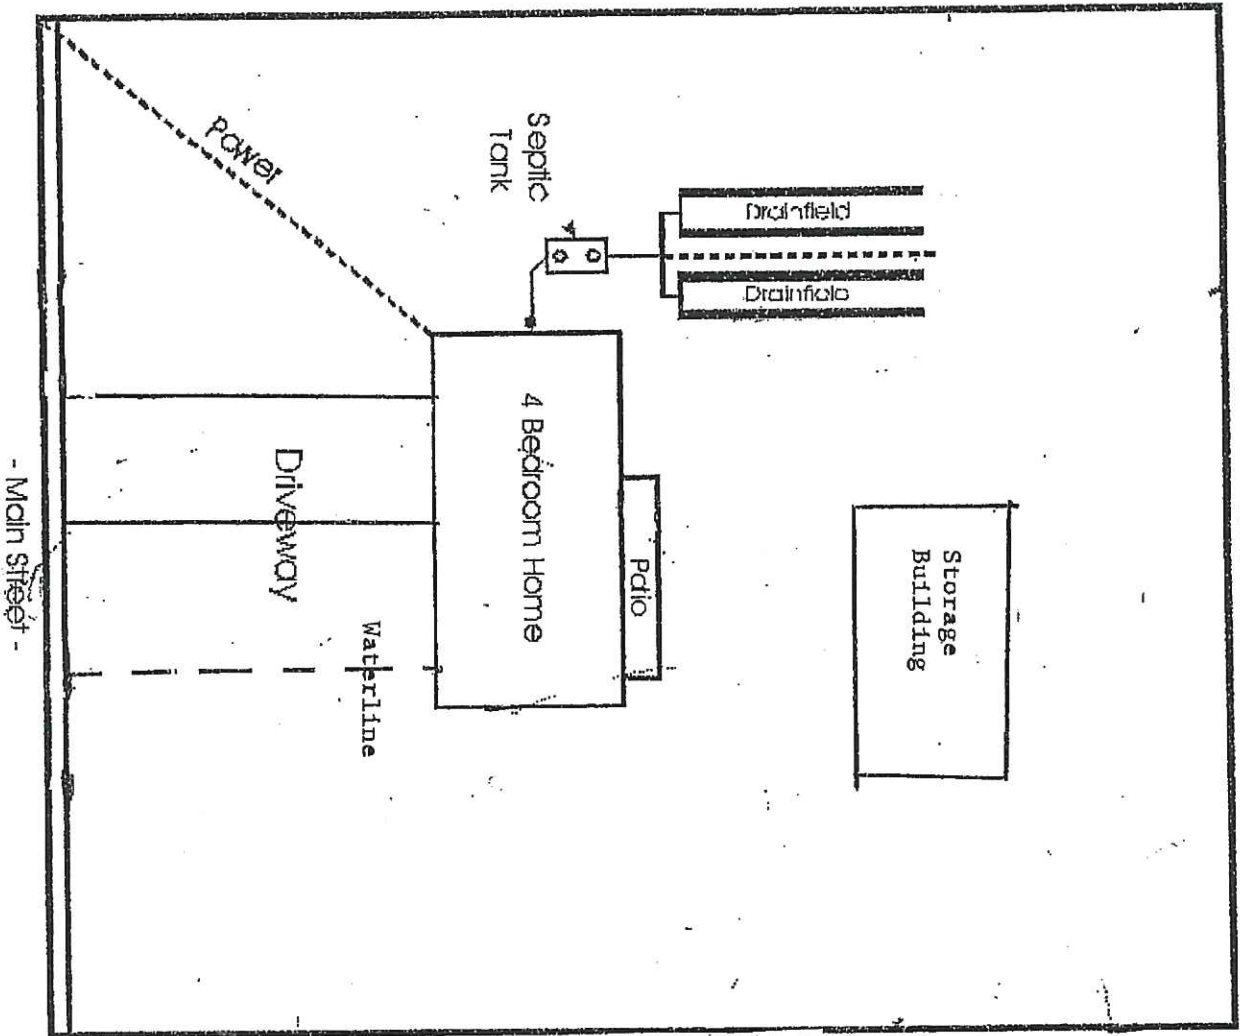 Power
Septic
Tank
Drainfield
Drainfield
4 Bedroom Home
Patio
Driveway
Waterline
Storage
Building
- Main Street -